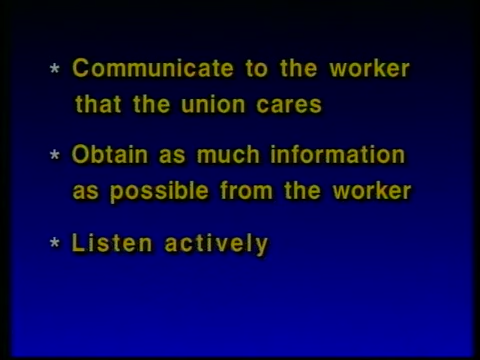 * Communicate to the worker
that the union cares
* Obtain as much information
as possible from the worker
* Listen actively